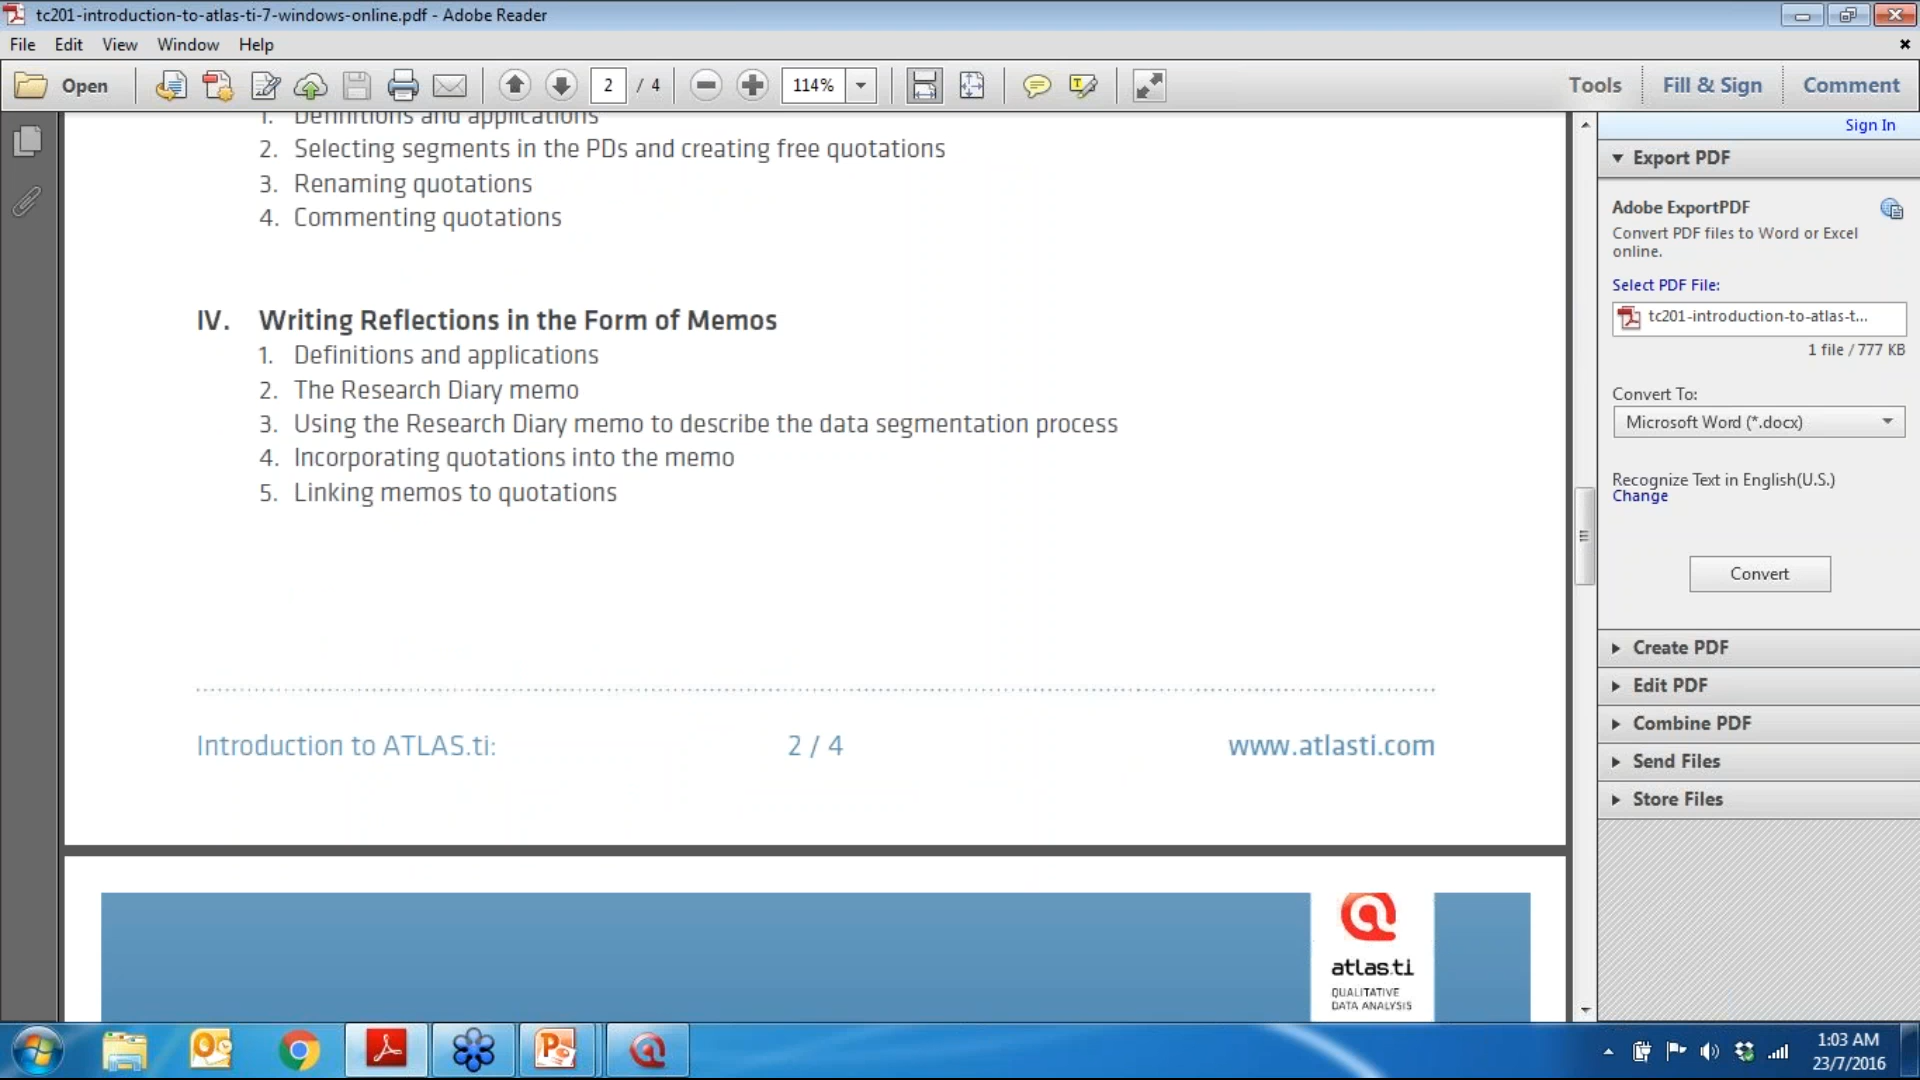 tc201-introduction-to-atlas-ti-7-windows-online.pdf - Adobe Reader
File Edit View Window Help
Open 2 / 4 114% Tools Fill & Sign Comment
Sign In
1. Definitions and applications
2. Selecting segments in the PDs and creating free quotations
3. Renaming quotations
4. Commenting quotations
IV. Writing Reflections in the Form of Memos
1. Definitions and applications
2. The Research Diary memo
3. Using the Research Diary memo to describe the data segmentation process
4. Incorporating quotations into the memo
5. Linking memos to quotations
Introduction to ATLAS.ti: 2 / 4 www.atlasti.com
atlas.ti
QUALITATIVE
DATA ANALYSIS
Export PDF
Adobe ExportPDF
Convert PDF files to Word or Excel
online.
Select PDF File:
tc201-introduction-to-atlas-t...
1 file / 777 KB
Convert To:
Microsoft Word (*.docx)
Recognize Text in English(U.S.)
Change
Convert
Create PDF
Edit PDF
Combine PDF
Send Files
Store Files
1:03 AM
23/7/2016